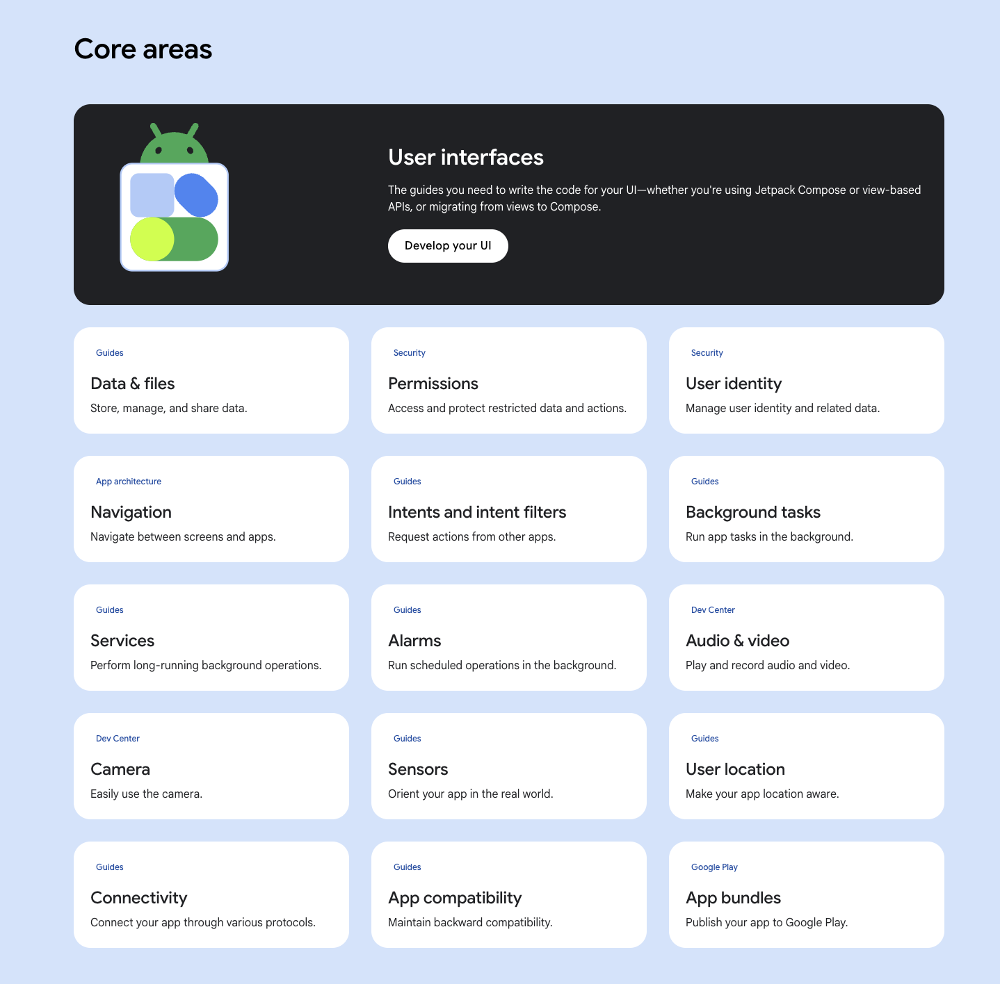 Core areas
User interfaces
The guides you need to write the code for your UI—whether you're using Jetpack Compose or view-based
APIs, or migrating from views to Compose.
Develop your UI
Guides
Data & files
Store, manage, and share data.
Security
Permissions
Access and protect restricted data and actions.
Security
User identity
Manage user identity and related data.
App architecture
Navigation
Navigate between screens and apps.
Guides
Intents and intent filters
Request actions from other apps.
Guides
Background tasks
Run app tasks in the background.
Guides
Services
Perform long-running background operations.
Guides
Alarms
Run scheduled operations in the background.
Dev Center
Audio & video
Play and record audio and video.
Dev Center
Camera
Easily use the camera.
Guides
Sensors
Orient your app in the real world.
Guides
User location
Make your app location aware.
Guides
Connectivity
Connect your app through various protocols.
Guides
App compatibility
Maintain backward compatibility.
Google Play
App bundles
Publish your app to Google Play.